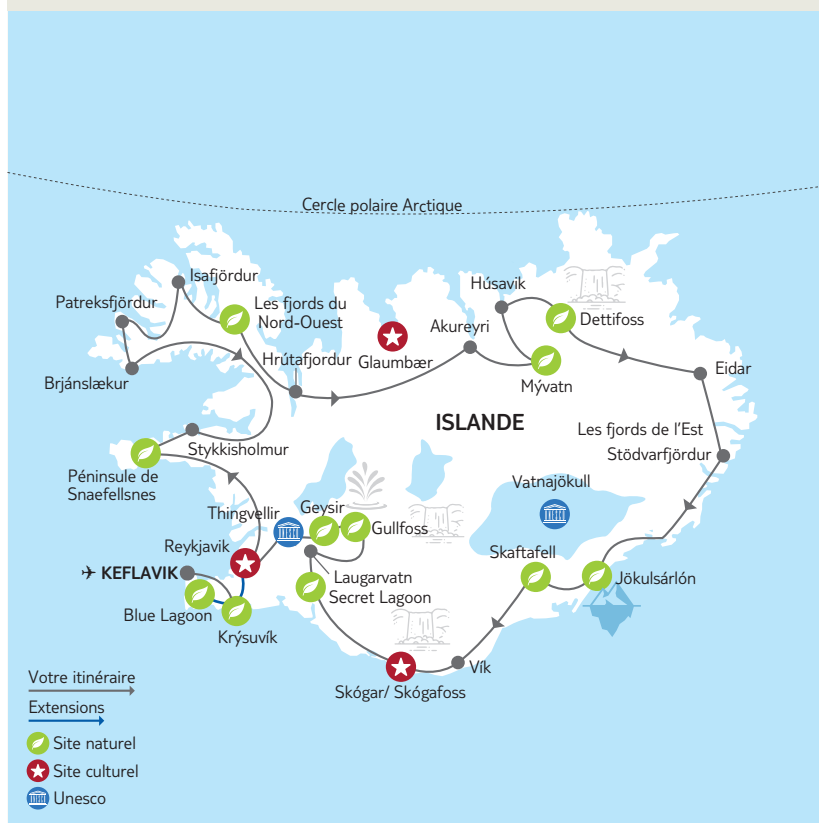 Cercle polaire Arctique
Isafjördur
Patreksfjördur
Les fjords du
Nord-Ouest
Húsavik
Dettifoss
Akureyri
Glaumbær
Hrútafjordur
Brjánslækur
Mývatn
Eidar
ISLANDE
Les fjords de l'Est
Stödvarfjördur
Stykkisholmur
Péninsule de
Snaefellsnes
Vatnajökull
Geysir
Thingvellir
Gullfoss
Reykjavik
Skaftafell
KEFLAVIK
Laugarvatn
Secret Lagoon
Jökulsárlón
Blue Lagoon
Krýsuvík
Vík
Skógar/ Skógafoss
Votre itinéraire
Extensions
Site naturel
Site culturel
Unesco